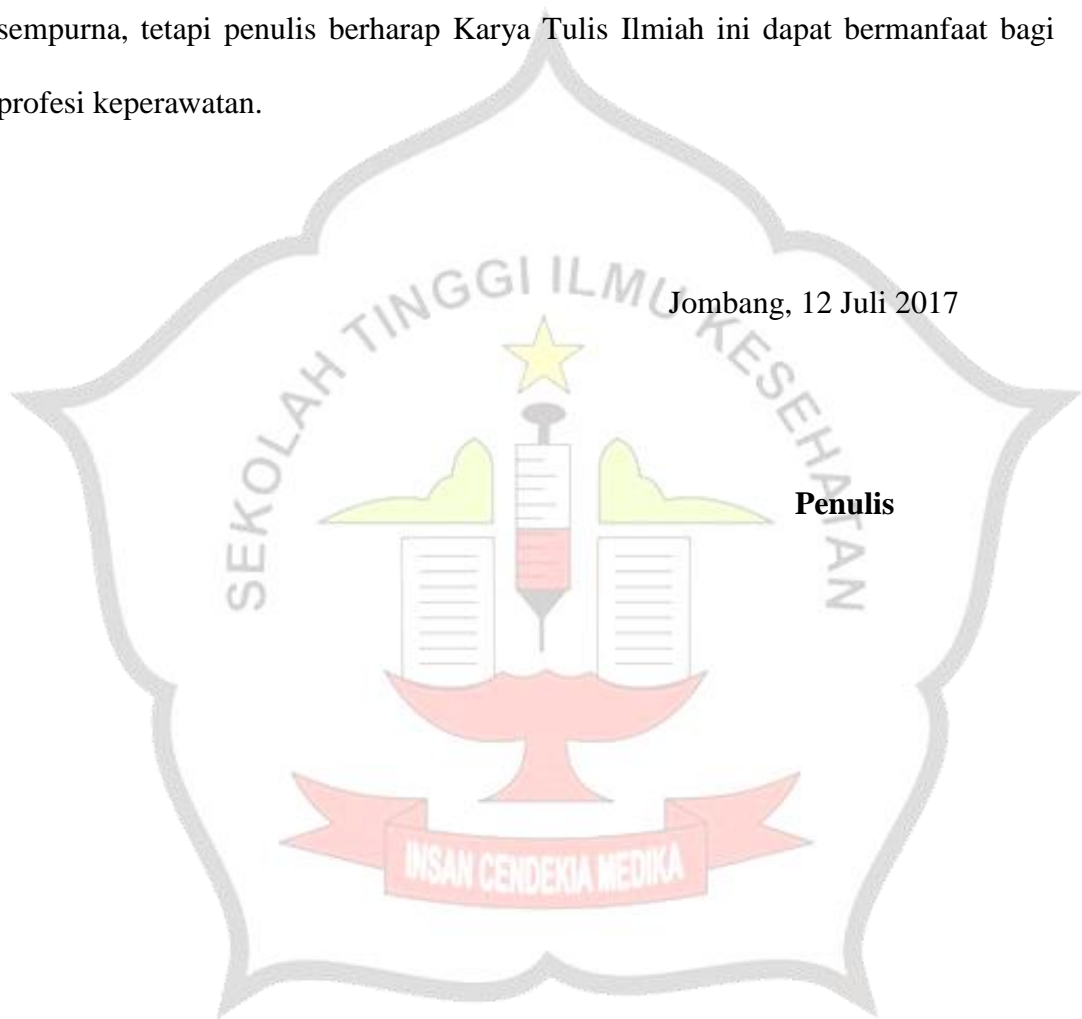 sempurna, tetapi penulis berharap Karya Tulis Ilmiah ini dapat bermanfaat bagi
profesi keperawatan.
SEKOLAH TINGGI ILMU KESEHATAN
Jombang, 12 Juli 2017
Penulis
INSAN CENDEKIA MEDIKA